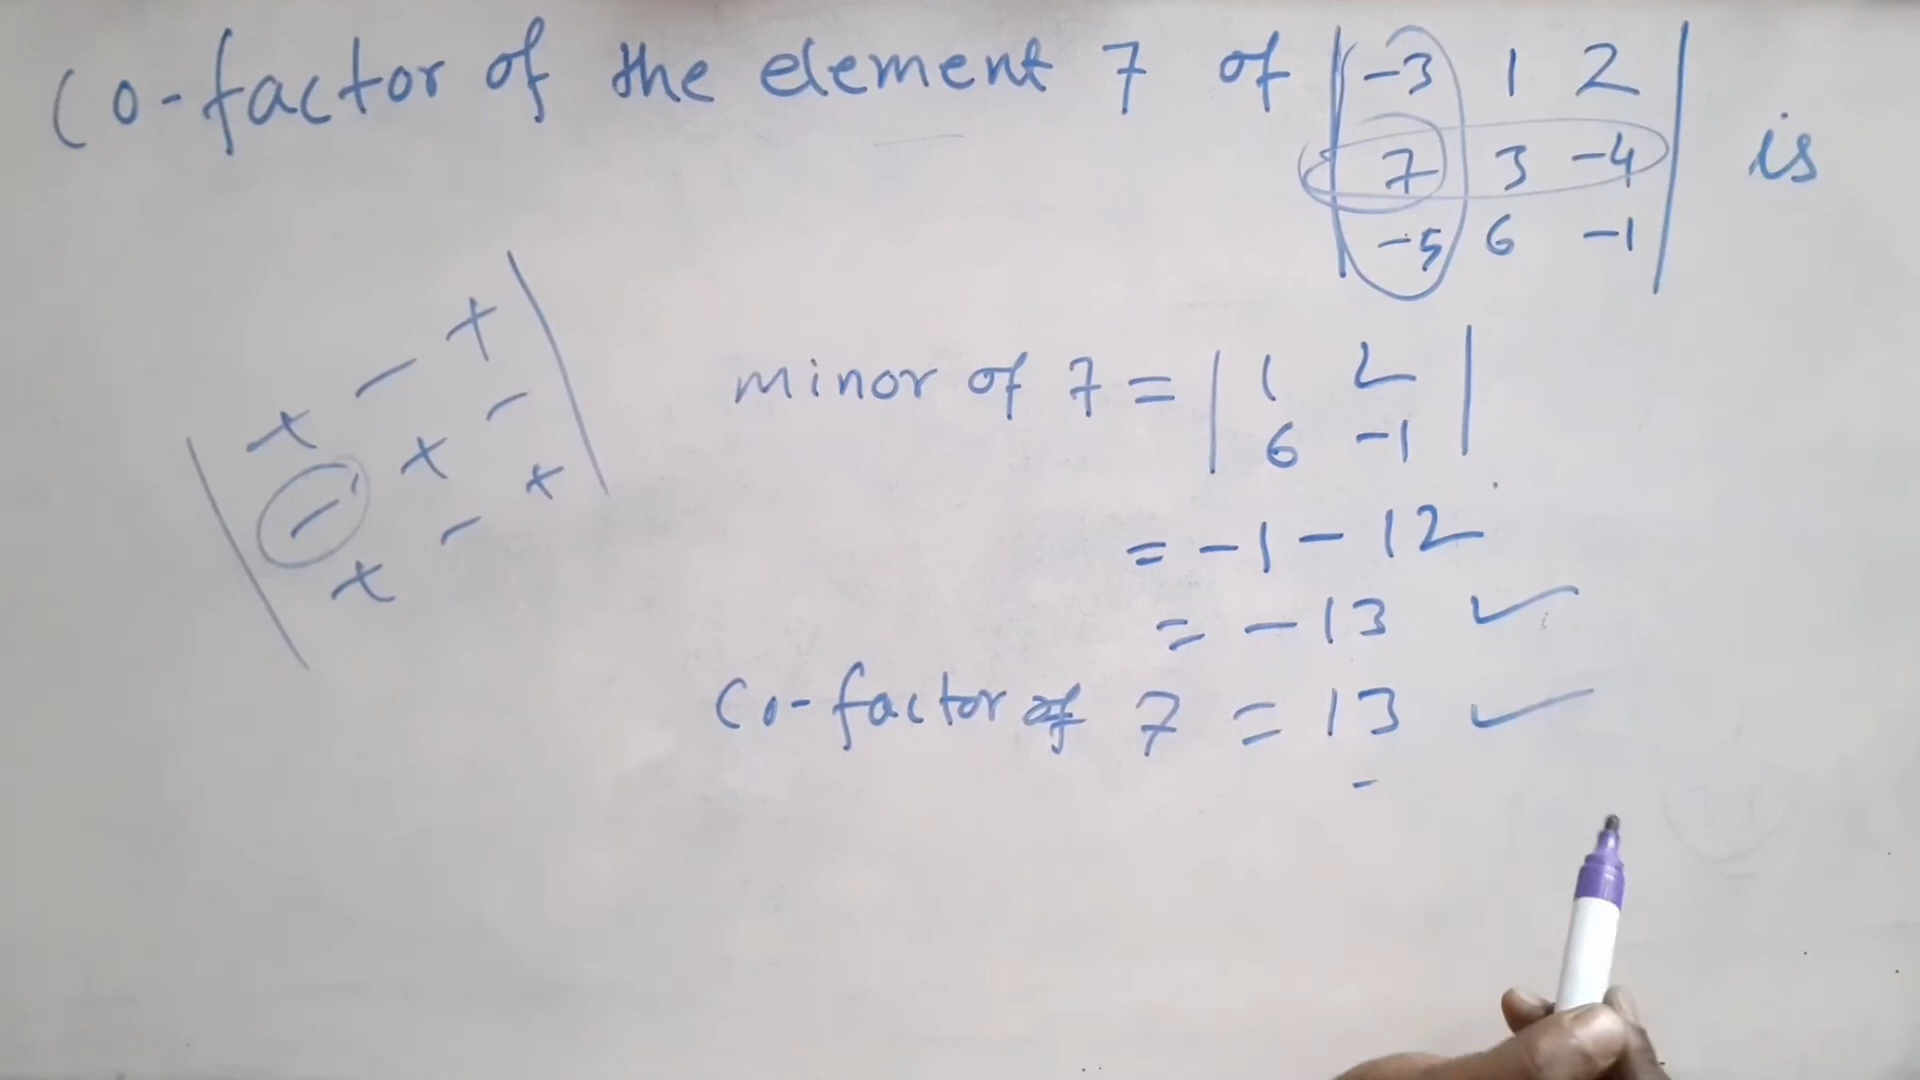 Co-factor of the element 7 of | -3 1 2 | is
| 7 3 -4 |
| -5 6 -1 |
+ - +
- + -
+ - +
minor of 7 = | 1 2 |
| 6 -1 |
= -1 - 12
= -13 ✓
Co-factor of 7 = 13 ✓